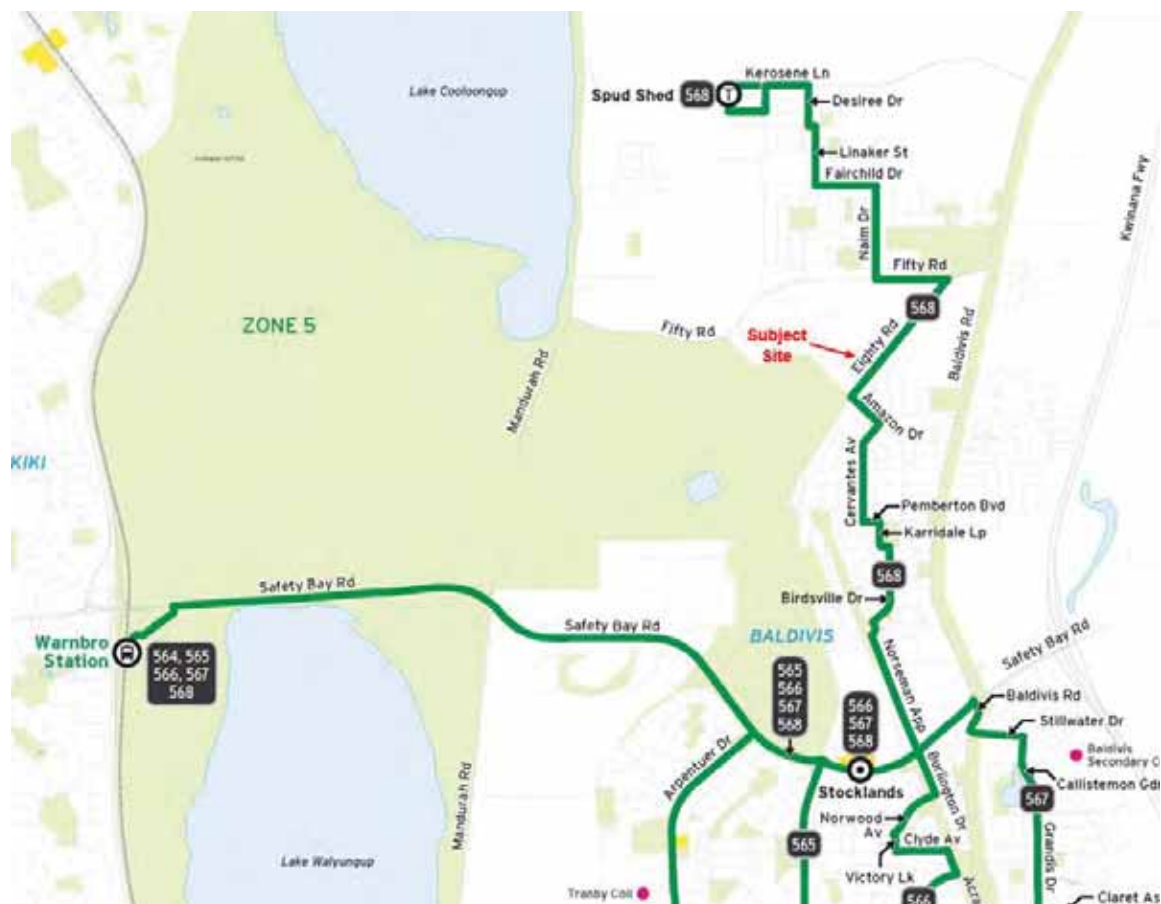 Lake Cooloongup
Kerosene Ln
Spud Shed
568
T
Desiree Dr
Linaker St
Fairchild Dr
Nairn Dr
Kwinana Fwy
Fifty Rd
568
ZONE 5
Fifty Rd
Subject
Site
Eighty Rd
Baldivis Rd
Mandurah Rd
Amazon Dr
KIKI
Cervantes Av
Pemberton Bvd
Karridale Lp
568
Safety Bay Rd
Birdsville Dr
Safety Bay Rd
BALDIVIS
Safety Bay Rd
Warnbro
Station
564, 565
566, 567
568
565
566
567
568
566
567
568
Norseman App
Baldivis Rd
Stillwater Dr
Baldivis
Secondary C
Arpentuer Dr
Stocklands
Burlington Dr
Callistemon Gdn
567
Mandurah Rd
Norwood
Av
565
Clyde Av
Grandis Dr
Lake Walyungup
Victory Lk
Tranby Coll
566
Acra
Claret As